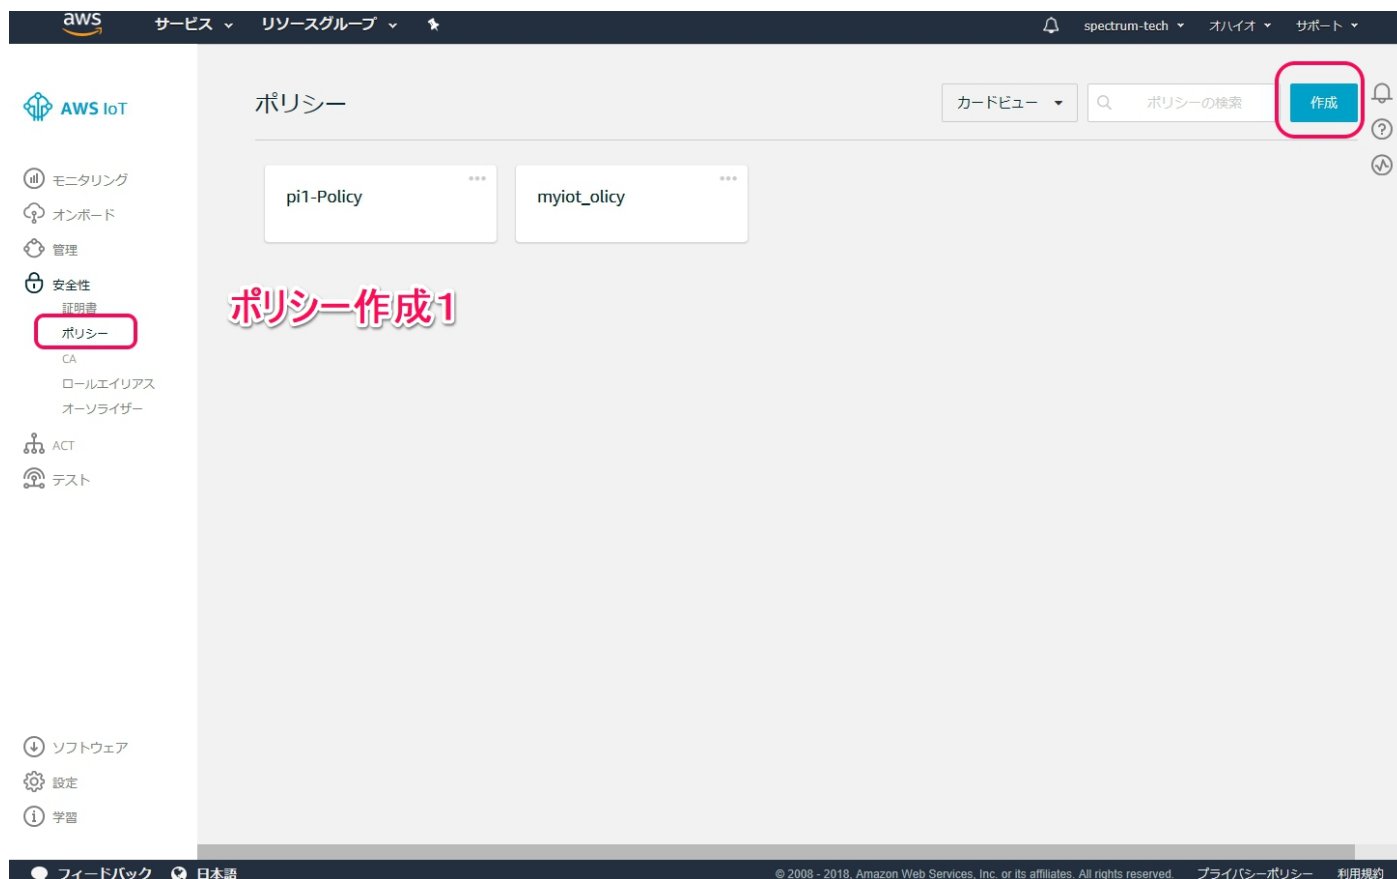 aws サービス リソースグループ spectrum-tech オハイオ サポート
AWS IoT
ポリシー カードビュー ポリシーの検索 作成
モニタリング
オンボード
管理
安全性
証明書
ポリシー
CA
ロールエイリアス
オーソライザー
ACT
テスト
pi1-Policy ...
myiot_olicy ...
ポリシー作成1
ソフトウェア
設定
学習
フィードバック 日本語 © 2008 - 2018, Amazon Web Services, Inc. or its affiliates. All rights reserved. プライバシーポリシー 利用規約